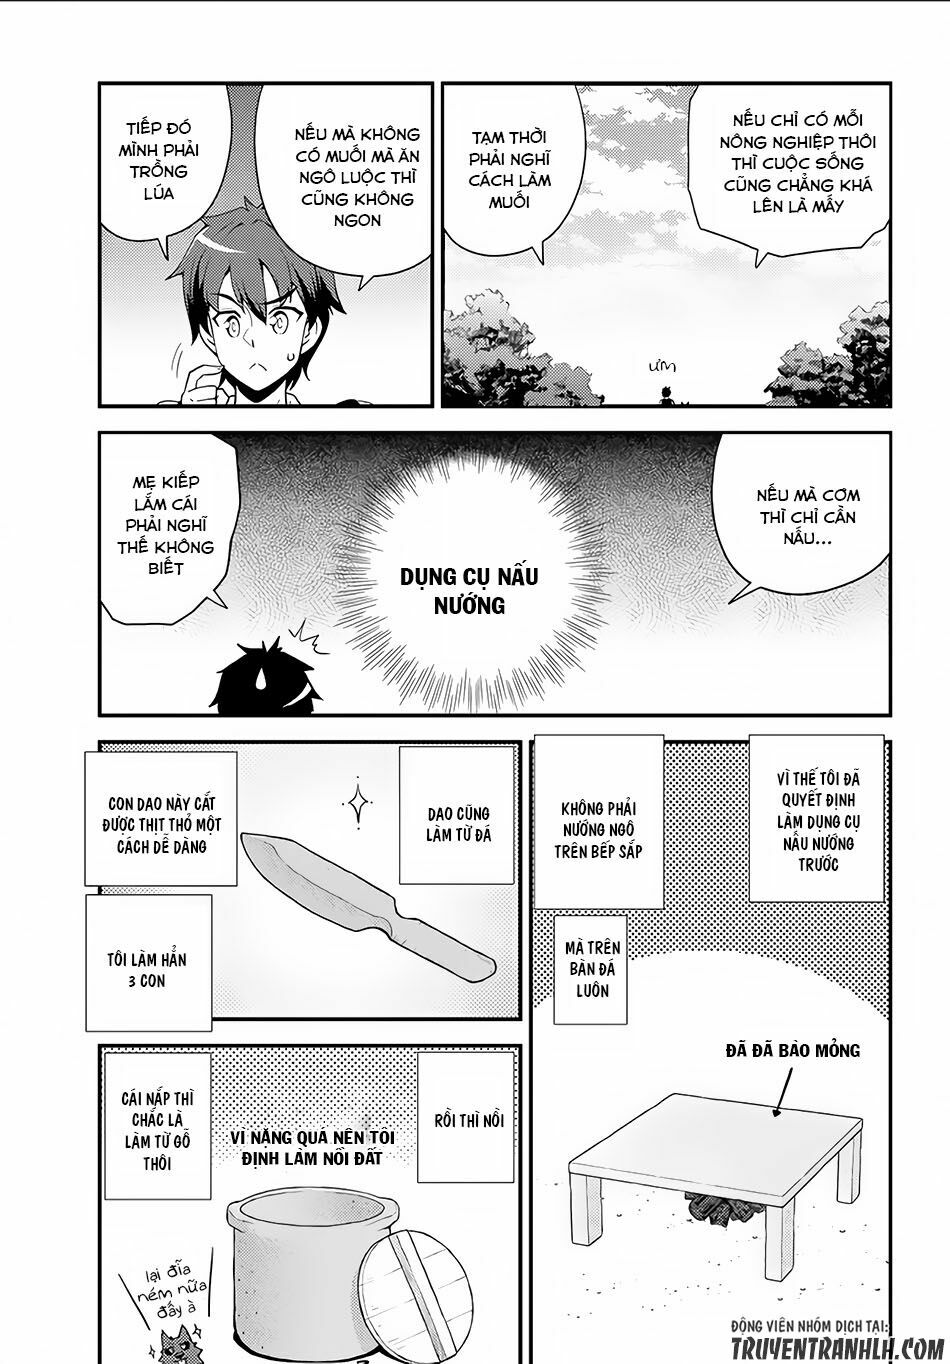 NẾU CHỈ CÓ MỖI
NÔNG NGHIỆP THÔI
THÌ CUỘC SỐNG
CŨNG CHẲNG KHÁ
LÊN LÀ MẤY
TẠM THỜI
PHẢI NGHĨ
CÁCH LÀM
MUỐI
ƯM
NẾU MÀ KHÔNG
CÓ MUỐI MÀ ĂN
NGÔ LUỘC THÌ
CŨNG KHÔNG
NGON
TIẾP ĐÓ
MÌNH PHẢI
TRỒNG
LÚA
NẾU MÀ CƠM
THÌ CHỈ CẦN
NẤU...
DỤNG CỤ NẤU
NƯỚNG
MẸ KIẾP
LẮM CÁI
PHẢI NGHĨ
THẾ KHÔNG
BIẾT
VÌ THẾ TÔI ĐÃ
QUYẾT ĐỊNH
LÀM DỤNG CỤ
NẤU NƯỚNG
TRƯỚC
KHÔNG PHẢI
NƯỚNG NGÔ
TRÊN BẾP SẮP
MÀ TRÊN
BÀN ĐÁ
LUÔN
ĐÃ ĐÃ BÀO MỎNG
DAO CŨNG
LÀM TỪ ĐÁ
CON DAO NÀY CẮT
ĐƯỢC THỊT THỎ MỘT
CÁCH DỄ DÀNG
TÔI LÀM HẲN
3 CON
RỒI THÌ NỒI
VÌ NẶNG QUÁ NÊN TÔI
ĐỊNH LÀM NỒI ĐẤT
CÁI NẮP THÌ
CHẮC LÀ
LÀM TỪ GỖ
THÔI
lại đĩa
ném nữa
đấy à
ĐỘNG VIÊN NHÓM DỊCH TẠI:
TRUYENTRANHLH.COM